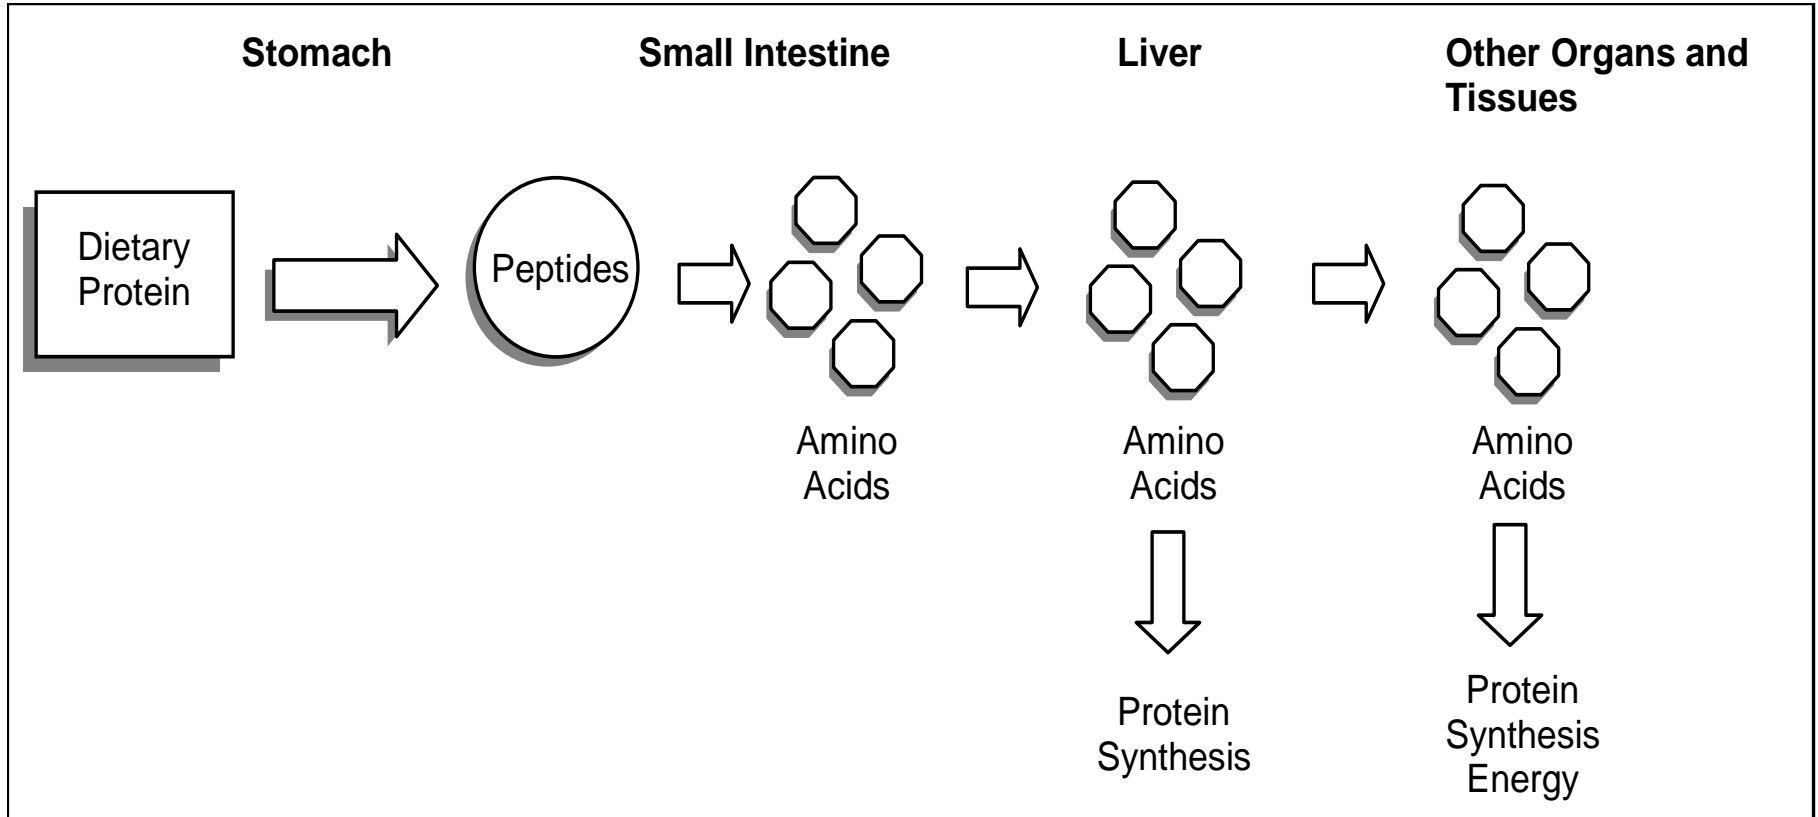 Stomach
Small Intestine
Liver
Other Organs and
Tissues
Dietary
Protein
Peptides
Amino
Acids
Amino
Acids
Amino
Acids
Protein
Synthesis
Protein
Synthesis
Energy